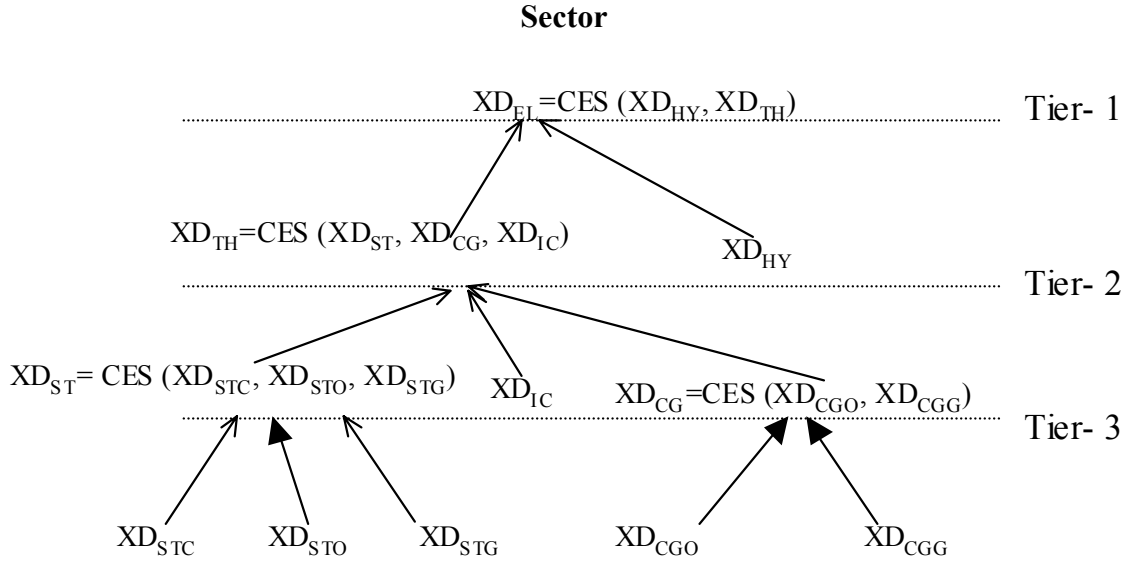 Sector
XD_EL=CES (XD_HY, XD_TH)
Tier- 1
XD_TH=CES (XD_ST, XD_CG, XD_IC)
XD_HY
Tier- 2
XD_ST= CES (XD_STC, XD_STO, XD_STG)
XD_IC
XD_CG=CES (XD_CGO, XD_CGG)
Tier- 3
XD_STC
XD_STO
XD_STG
XD_CGO
XD_CGG